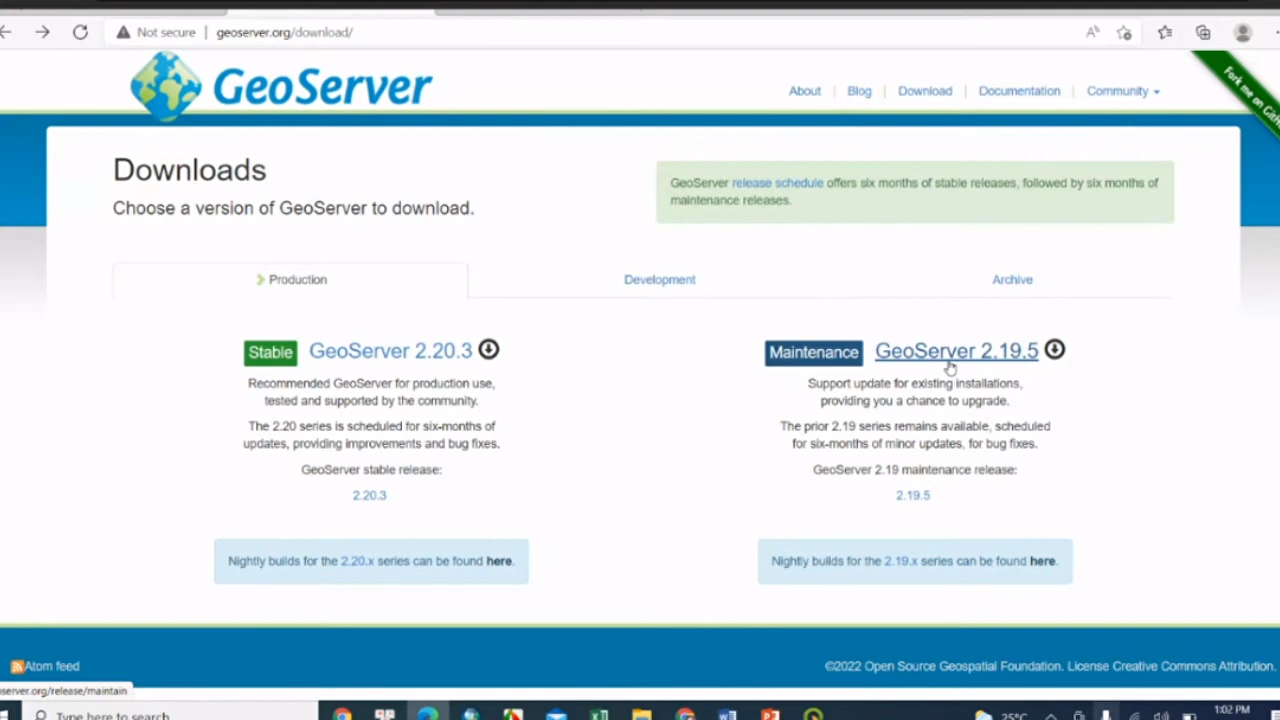 Not secure
geoserver.org/download/
GeoServer
About
Blog
Download
Documentation
Community
Fork me on GitH
Downloads
Choose a version of GeoServer to download.
GeoServer release schedule offers six months of stable releases, followed by six months of
maintenance releases.
Production
Development
Archive
Stable GeoServer 2.20.3
Recommended GeoServer for production use,
tested and supported by the community.
The 2.20 series is scheduled for six-months of
updates, providing improvements and bug fixes.
GeoServer stable release:
2.20.3
Nightly builds for the 2.20.x series can be found here.
Maintenance GeoServer 2.19.5
Support update for existing installations,
providing you a chance to upgrade.
The prior 2.19 series remains available, scheduled
for six-months of minor updates, for bug fixes.
GeoServer 2.19 maintenance release:
2.19.5
Nightly builds for the 2.19.x series can be found here.
Atom feed
©2022 Open Source Geospatial Foundation. License Creative Commons Attribution.
server.org/release/maintain
Type here to search
25°C
1:02 PM